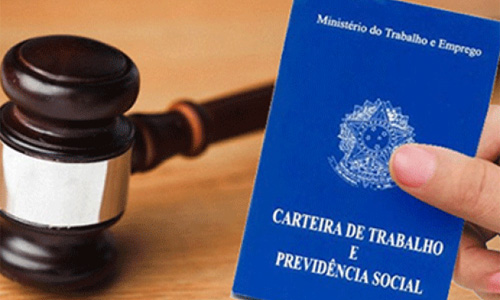 Ministério do Trabalho e Emprego
CARTEIRA DE TRABALHO
E
PREVIDÊNCIA SOCIAL